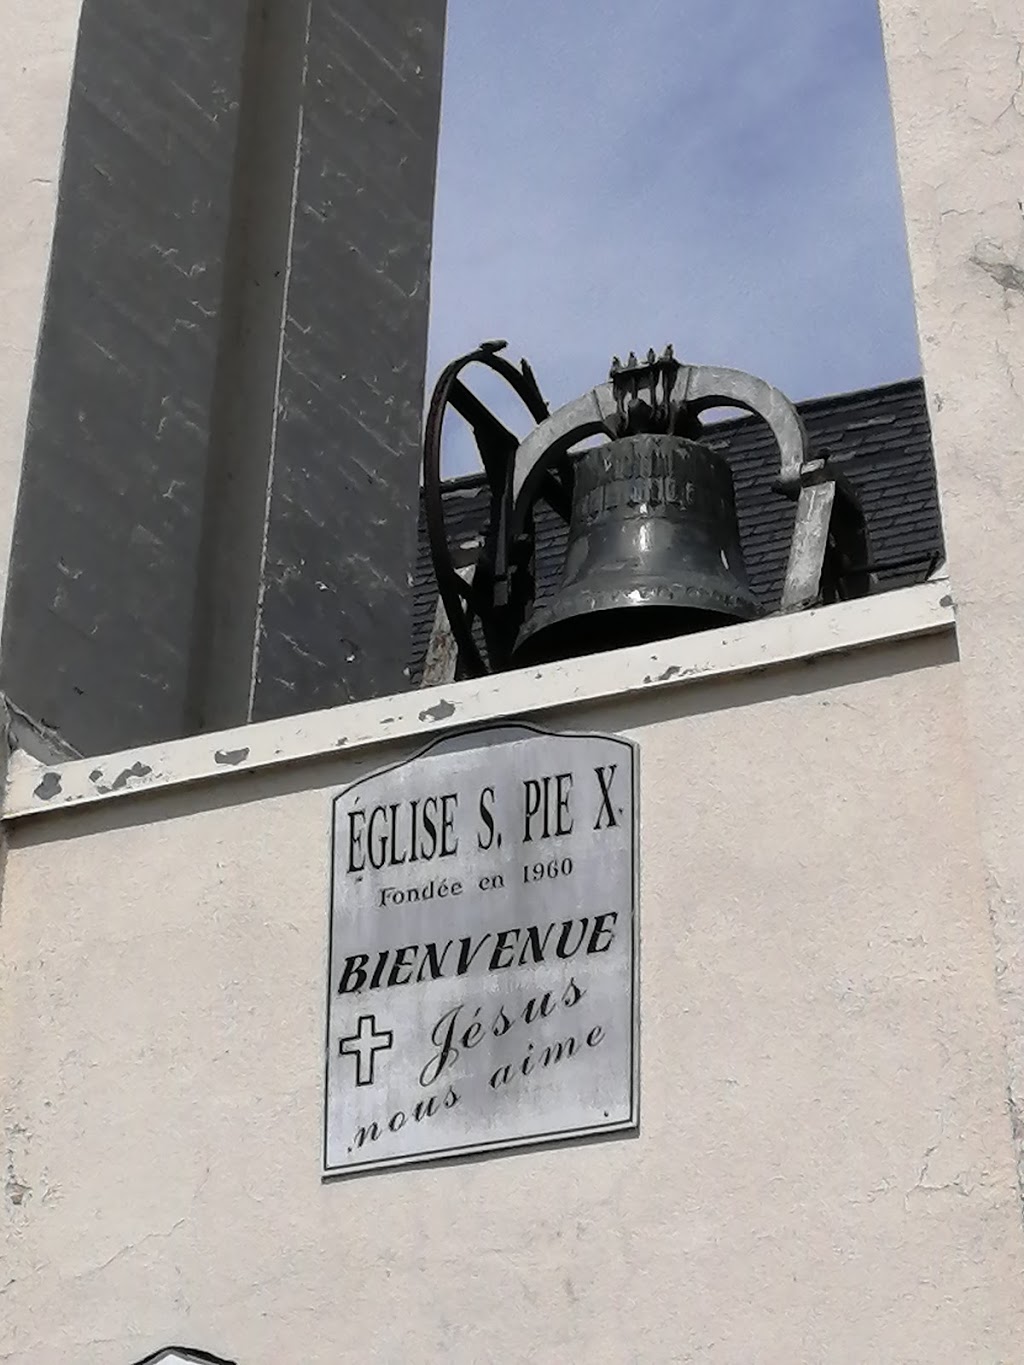 ÉGLISE S. PIE X
Fondée en 1960
BIENVENUE
Jésus
nous aime